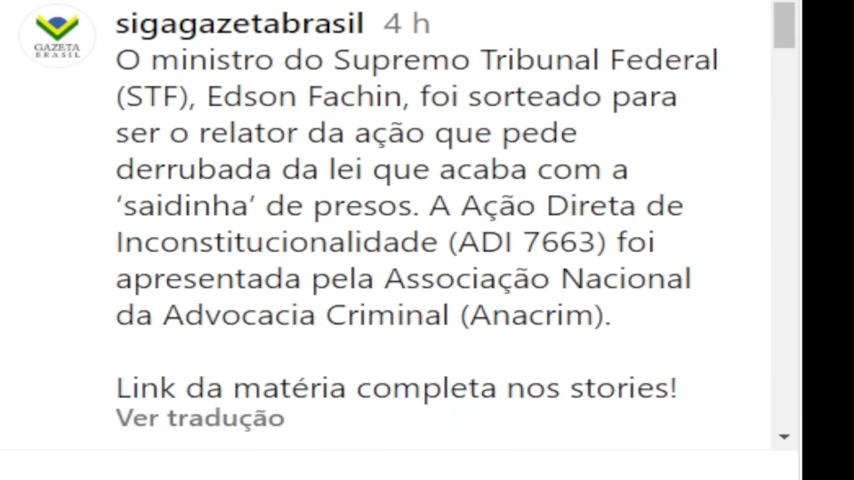 sigagazetabrasil 4 h
GAZETA
BRASIL
O ministro do Supremo Tribunal Federal
(STF), Edson Fachin, foi sorteado para
ser o relator da ação que pede
derrubada da lei que acaba com a
‘saidinha’ de presos. A Ação Direta de
Inconstitucionalidade (ADI 7663) foi
apresentada pela Associação Nacional
da Advocacia Criminal (Anacrim).
Link da matéria completa nos stories!
Ver tradução